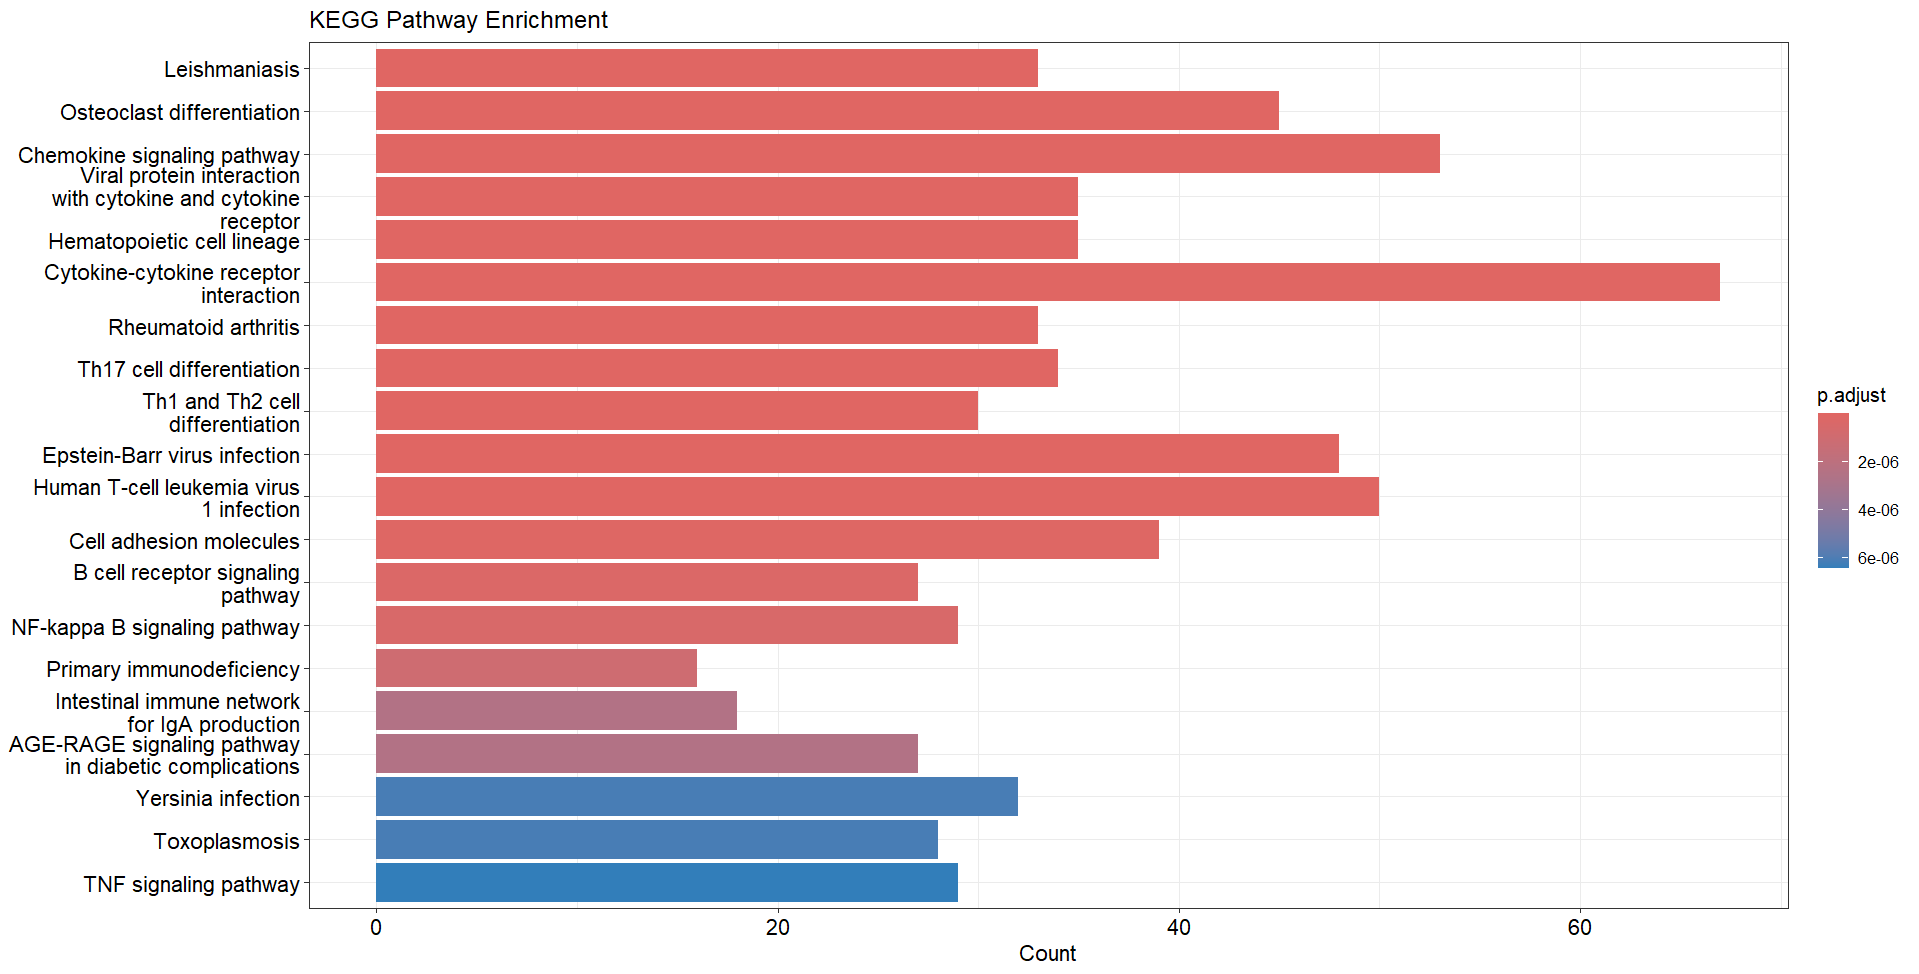 KEGG Pathway Enrichment
Leishmaniasis
Osteoclast differentiation
Chemokine signaling pathway
Viral protein interaction
with cytokine and cytokine
receptor
Hematopoietic cell lineage
Cytokine-cytokine receptor
interaction
Rheumatoid arthritis
Th17 cell differentiation
Th1 and Th2 cell
differentiation
Epstein-Barr virus infection
Human T-cell leukemia virus
1 infection
Cell adhesion molecules
B cell receptor signaling
pathway
NF-kappa B signaling pathway
Primary immunodeficiency
Intestinal immune network
for IgA production
AGE-RAGE signaling pathway
in diabetic complications
Yersinia infection
Toxoplasmosis
TNF signaling pathway
0 20 40 60
Count
p.adjust
2e-06
4e-06
6e-06